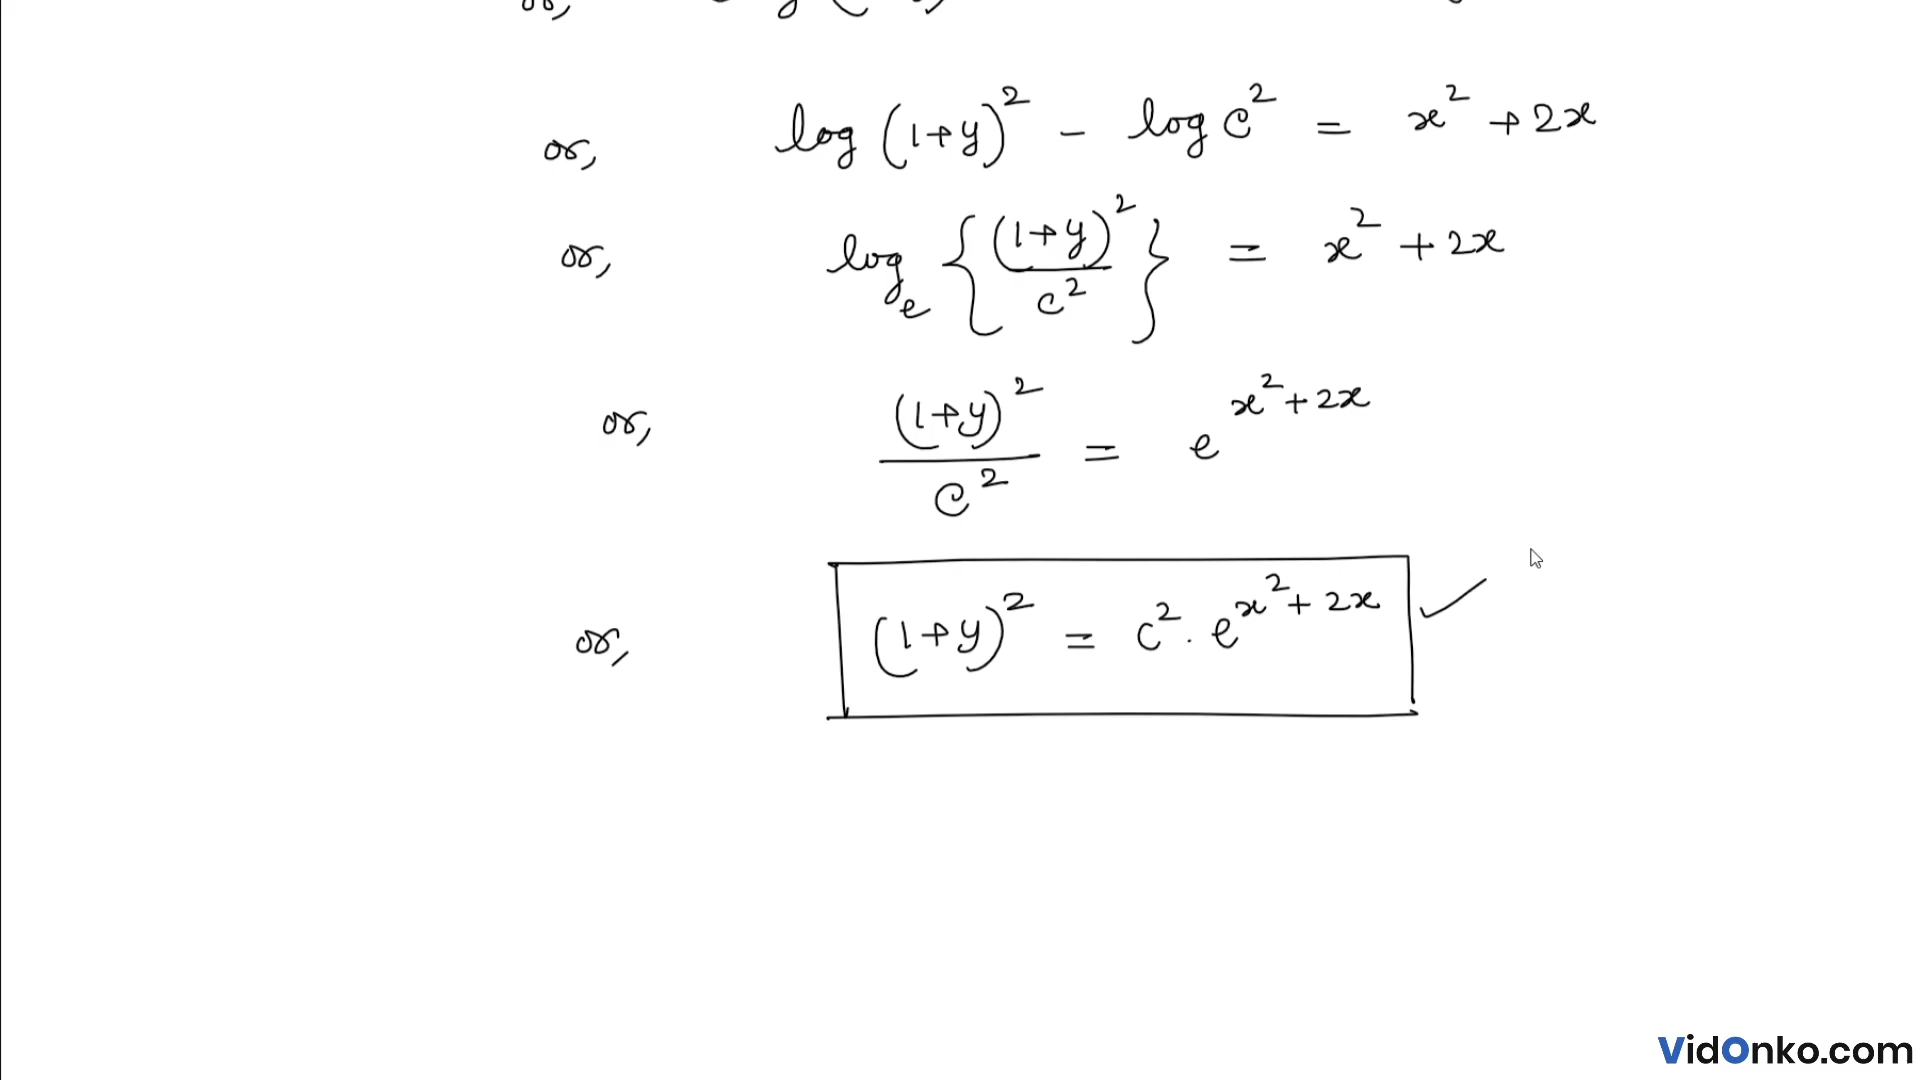 or, log (1+y)² - log c² = x² + 2x
or, logₑ {(1+y)² / c²} = x² + 2x
or, (1+y)² / c² = e^(x² + 2x)
or, (1+y)² = c² · e^(x² + 2x)
VidOnko.com